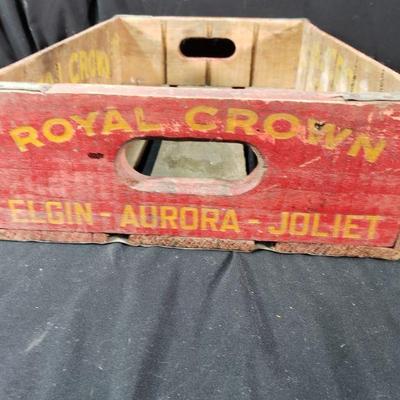 ROYAL CROWN
ELGIN - AURORA - JOLIET